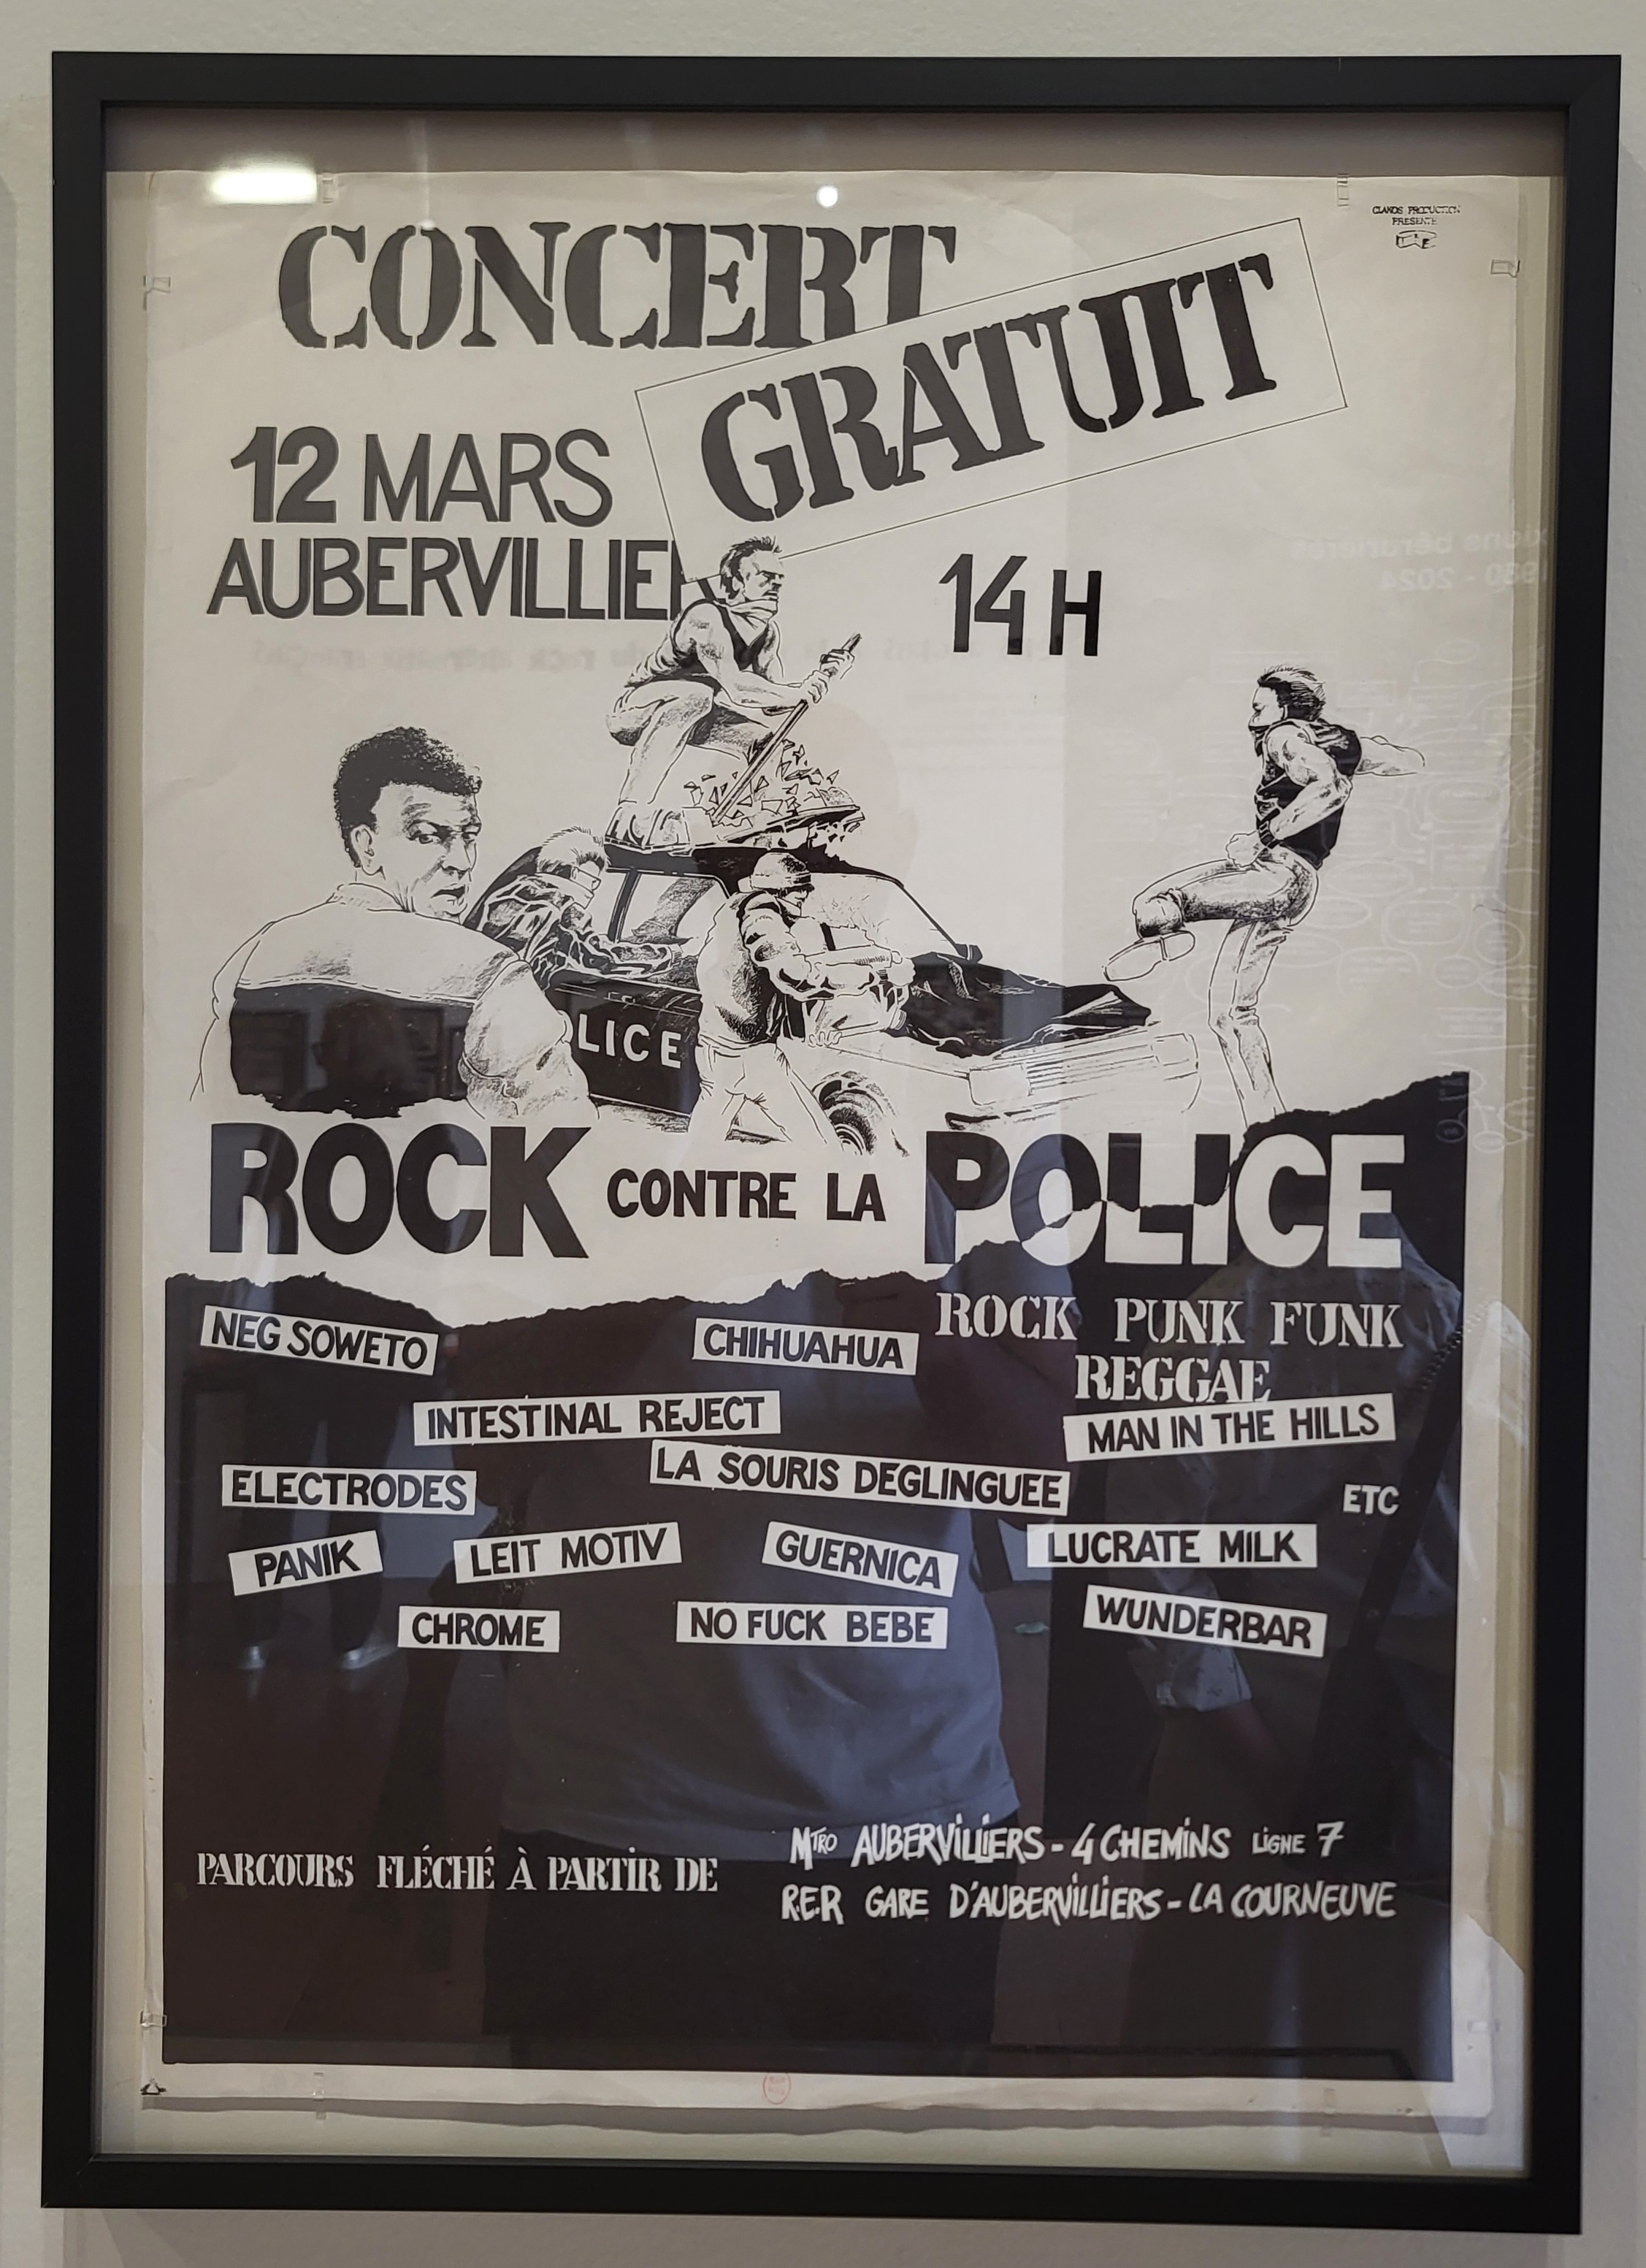 CLANDS PRODUCTION
PRESENTE
CONCERT
GRATUIT
12 MARS
AUBERVILLIER
14 H
LICE
ROCK CONTRE LA POLICE
ROCK PUNK FUNK
REGGAE
NEG SOWETO
CHIHUAHUA
INTESTINAL REJECT
MAN IN THE HILLS
LA SOURIS DEGLINGUEE
ELECTRODES
ETC
PANIK
LEIT MOTIV
GUERNICA
LUCRATE MILK
CHROME
NO FUCK BEBE
WUNDERBAR
PARCOURS FLÉCHÉ À PARTIR DE
MTRO AUBERVILLIERS - 4 CHEMINS LIGNE 7
R.E.R GARE D'AUBERVILLIERS - LA COURNEUVE